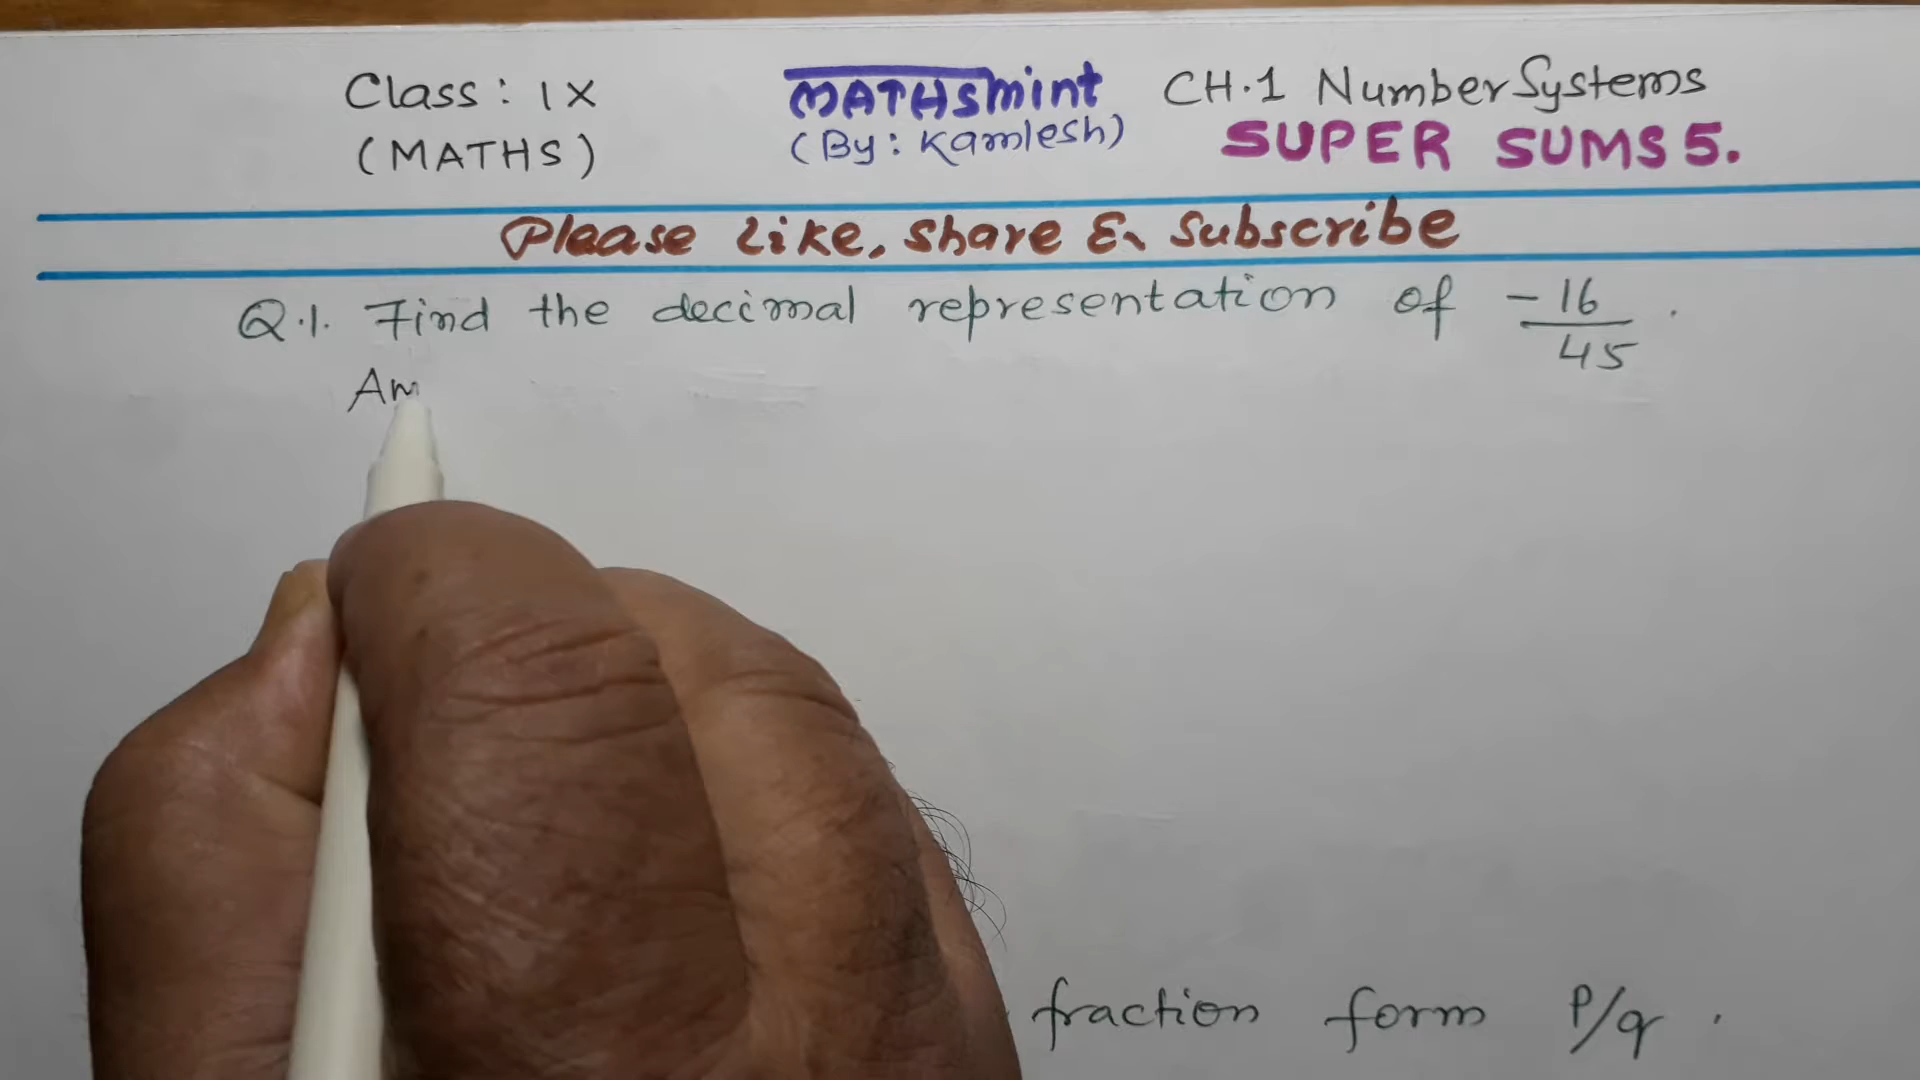 Class: IX
(MATHS)
MATHSmint
(By: Kamlesh)
CH.1 Number Systems
SUPER SUMS 5.
Please Like, Share & Subscribe
Q.1. Find the decimal representation of -16/45.
An
fraction form P/q.